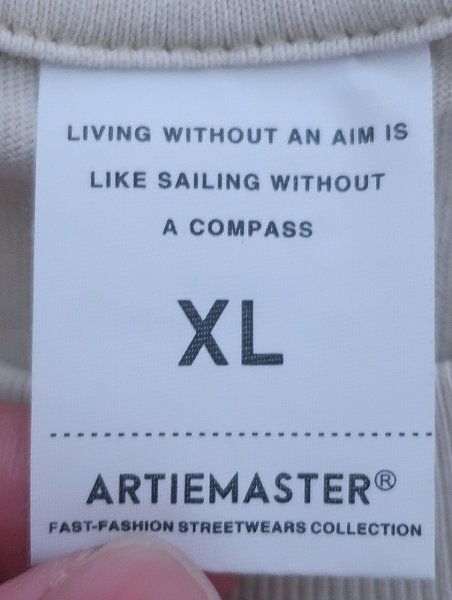 LIVING WITHOUT AN AIM IS
LIKE SAILING WITHOUT
A COMPASS
XL
ARTIEMASTER®
FAST-FASHION STREETWEARS COLLECTION